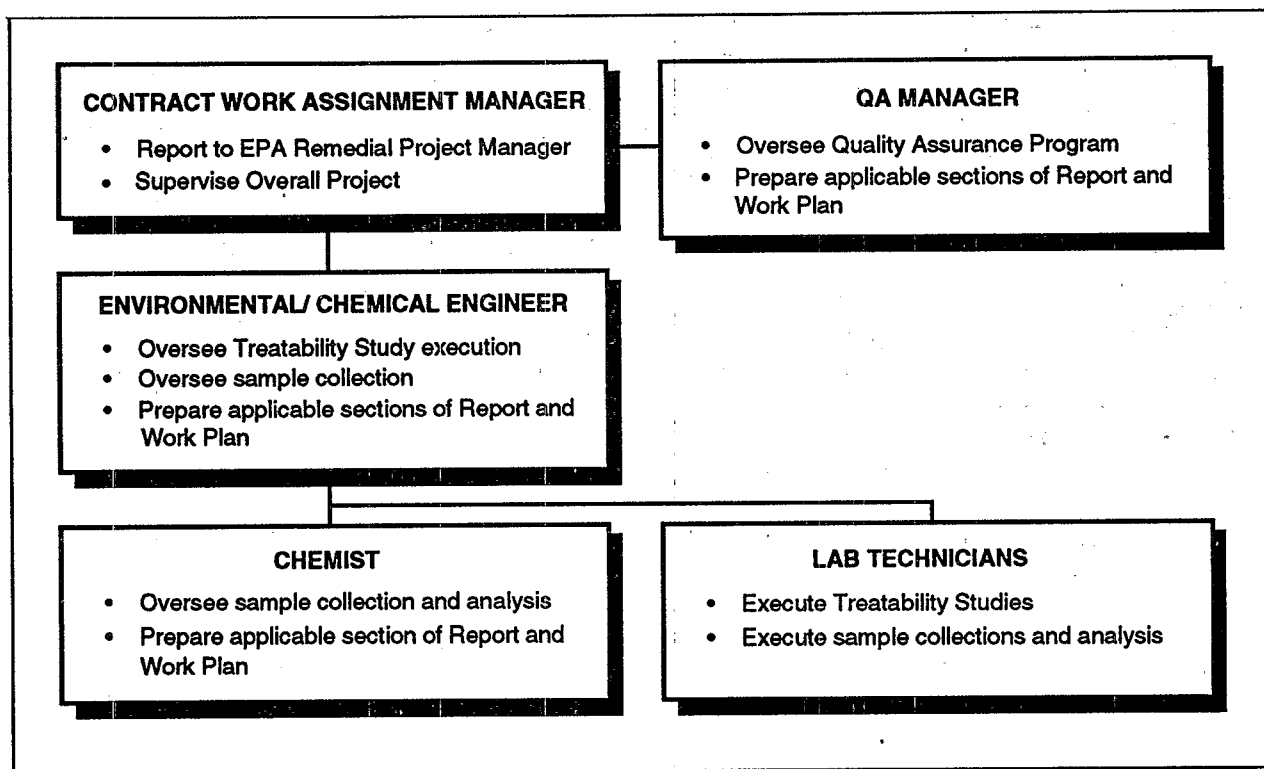 CONTRACT WORK ASSIGNMENT MANAGER
• Report to EPA Remedial Project Manager
• Supervise Overall Project
QA MANAGER
• Oversee Quality Assurance Program
• Prepare applicable sections of Report and
Work Plan
ENVIRONMENTAL/ CHEMICAL ENGINEER
• Oversee Treatability Study execution
• Oversee sample collection
• Prepare applicable sections of Report and
Work Plan
CHEMIST
• Oversee sample collection and analysis
• Prepare applicable section of Report and
Work Plan
LAB TECHNICIANS
• Execute Treatability Studies
• Execute sample collections and analysis